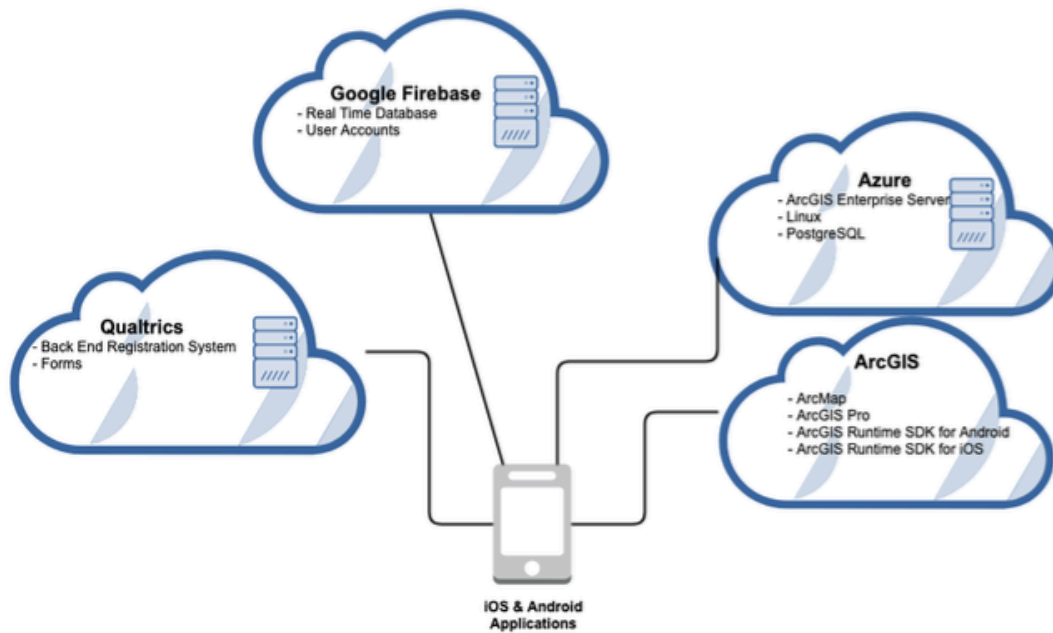 Google Firebase
- Real Time Database
- User Accounts
Azure
- ArcGIS Enterprise Server
- Linux
- PostgreSQL
Qualtrics
- Back End Registration System
- Forms
ArcGIS
- ArcMap
- ArcGIS Pro
- ArcGIS Runtime SDK for Android
- ArcGIS Runtime SDK for iOS
iOS & Android
Applications